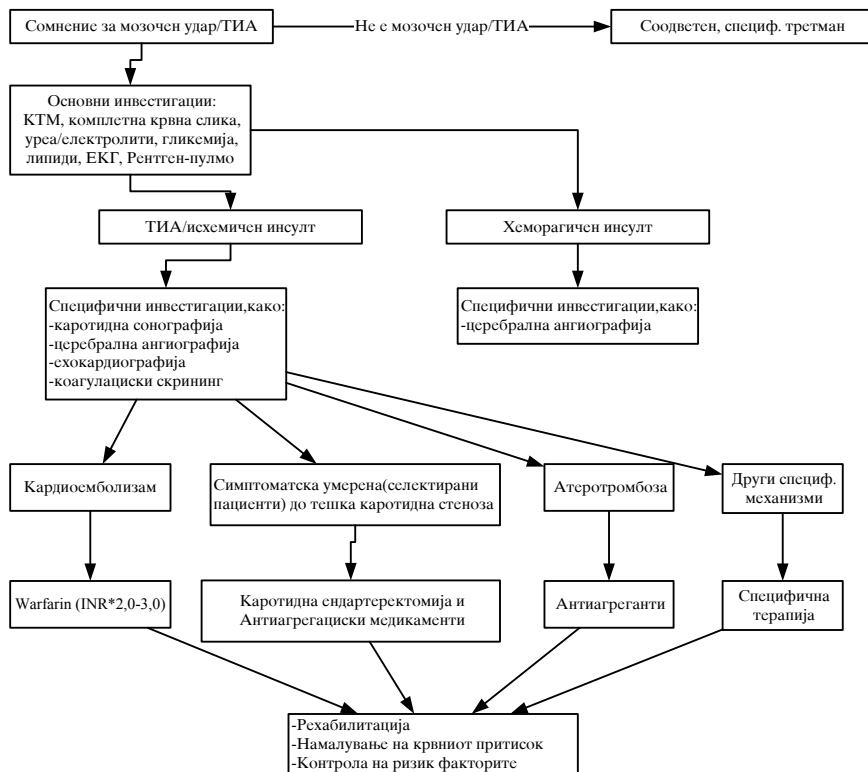 Сомнение за мозочен удар/ТИА
Не е мозочен удар/ТИА
Соодветен, специф. третман
Основни инвестигации:
КТМ, комплетна крвна слика,
уреа/електролити, гликемија,
липиди, ЕКГ, Рентген-пулмо
ТИА/исхемичен инсулт
Хеморагичен инсулт
Специфични инвестигации,како:
-каротидна сонографија
-церебрална ангиографија
-ехокардиографија
-коагулациски скрининг
Специфични инвестигации,како:
-церебрална ангиографија
Кардиоемболизам
Симптоматска умерена(селектирани
пациенти) до тешка каротидна стеноза
Атеротромбоза
Други специф.
механизми
Warfarin (INR*2,0-3,0)
Каротидна ендартеректомија и
Антиагрегациски медикаменти
Антиагреганти
Специфична
терапија
-Рехабилитација
-Намалување на крвниот притисок
-Контрола на ризик факторите